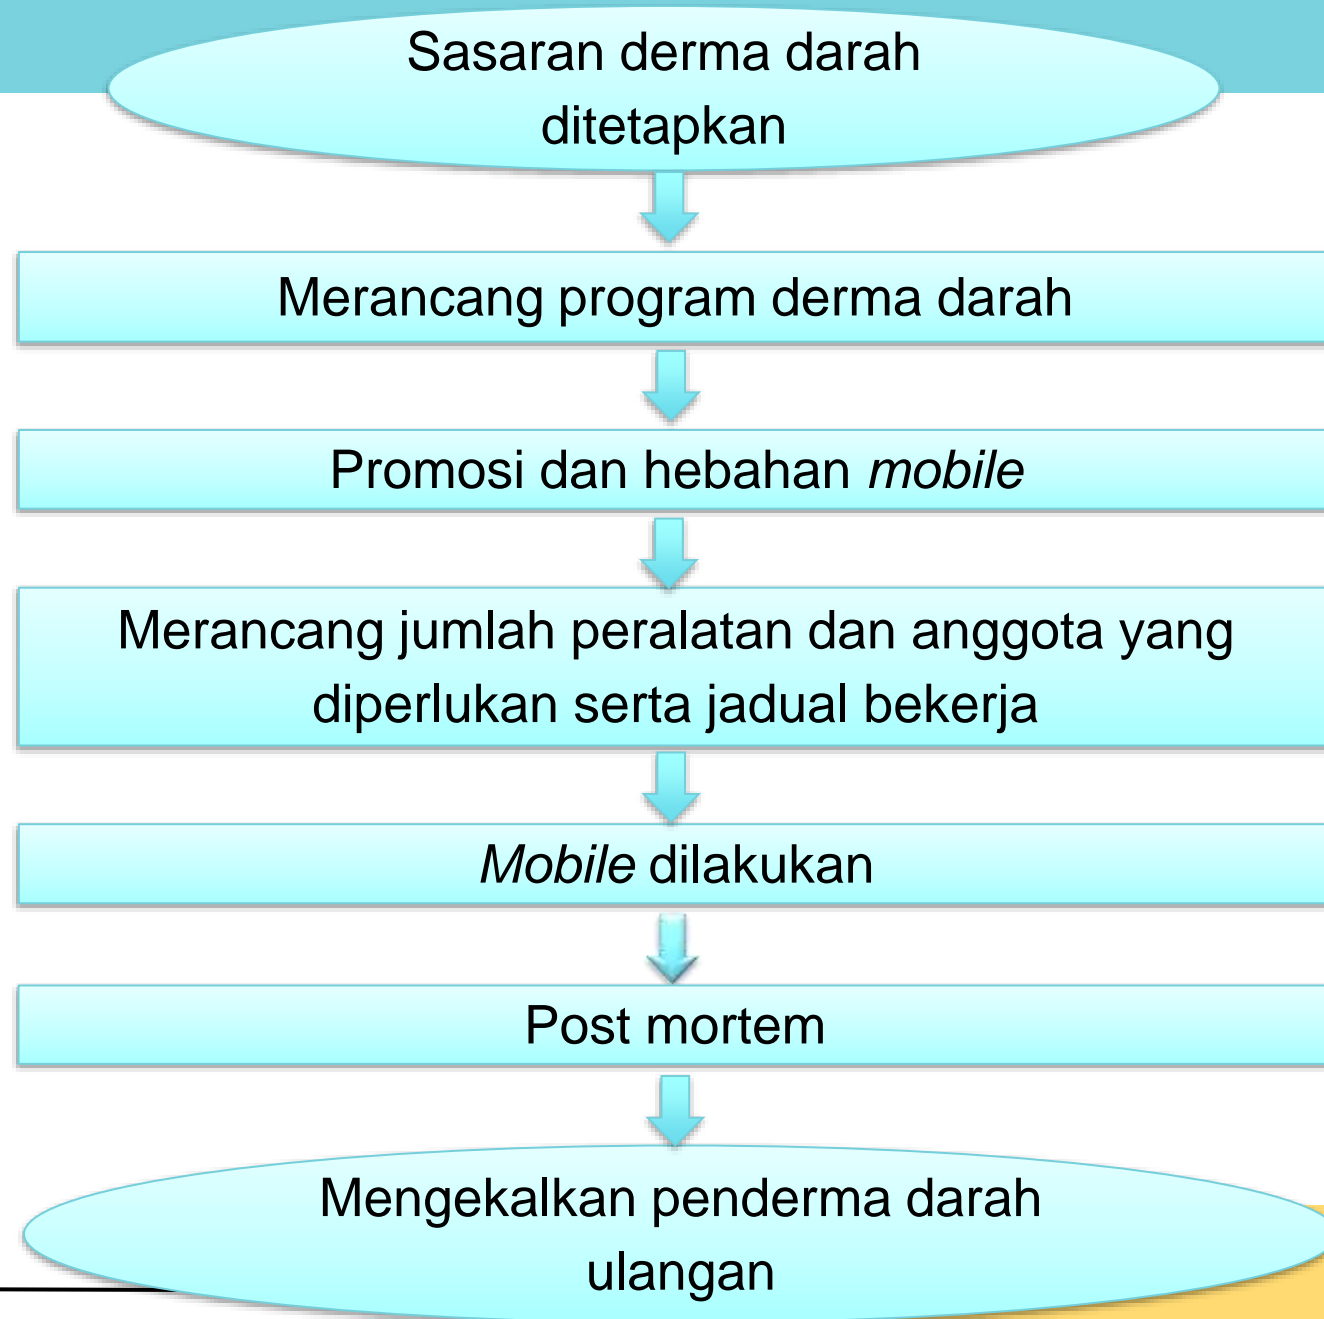 Sasaran derma darah
ditetapkan
Merancang program derma darah
Promosi dan hebahan mobile
Merancang jumlah peralatan dan anggota yang
diperlukan serta jadual bekerja
Mobile dilakukan
Post mortem
Mengekalkan penderma darah
ulangan